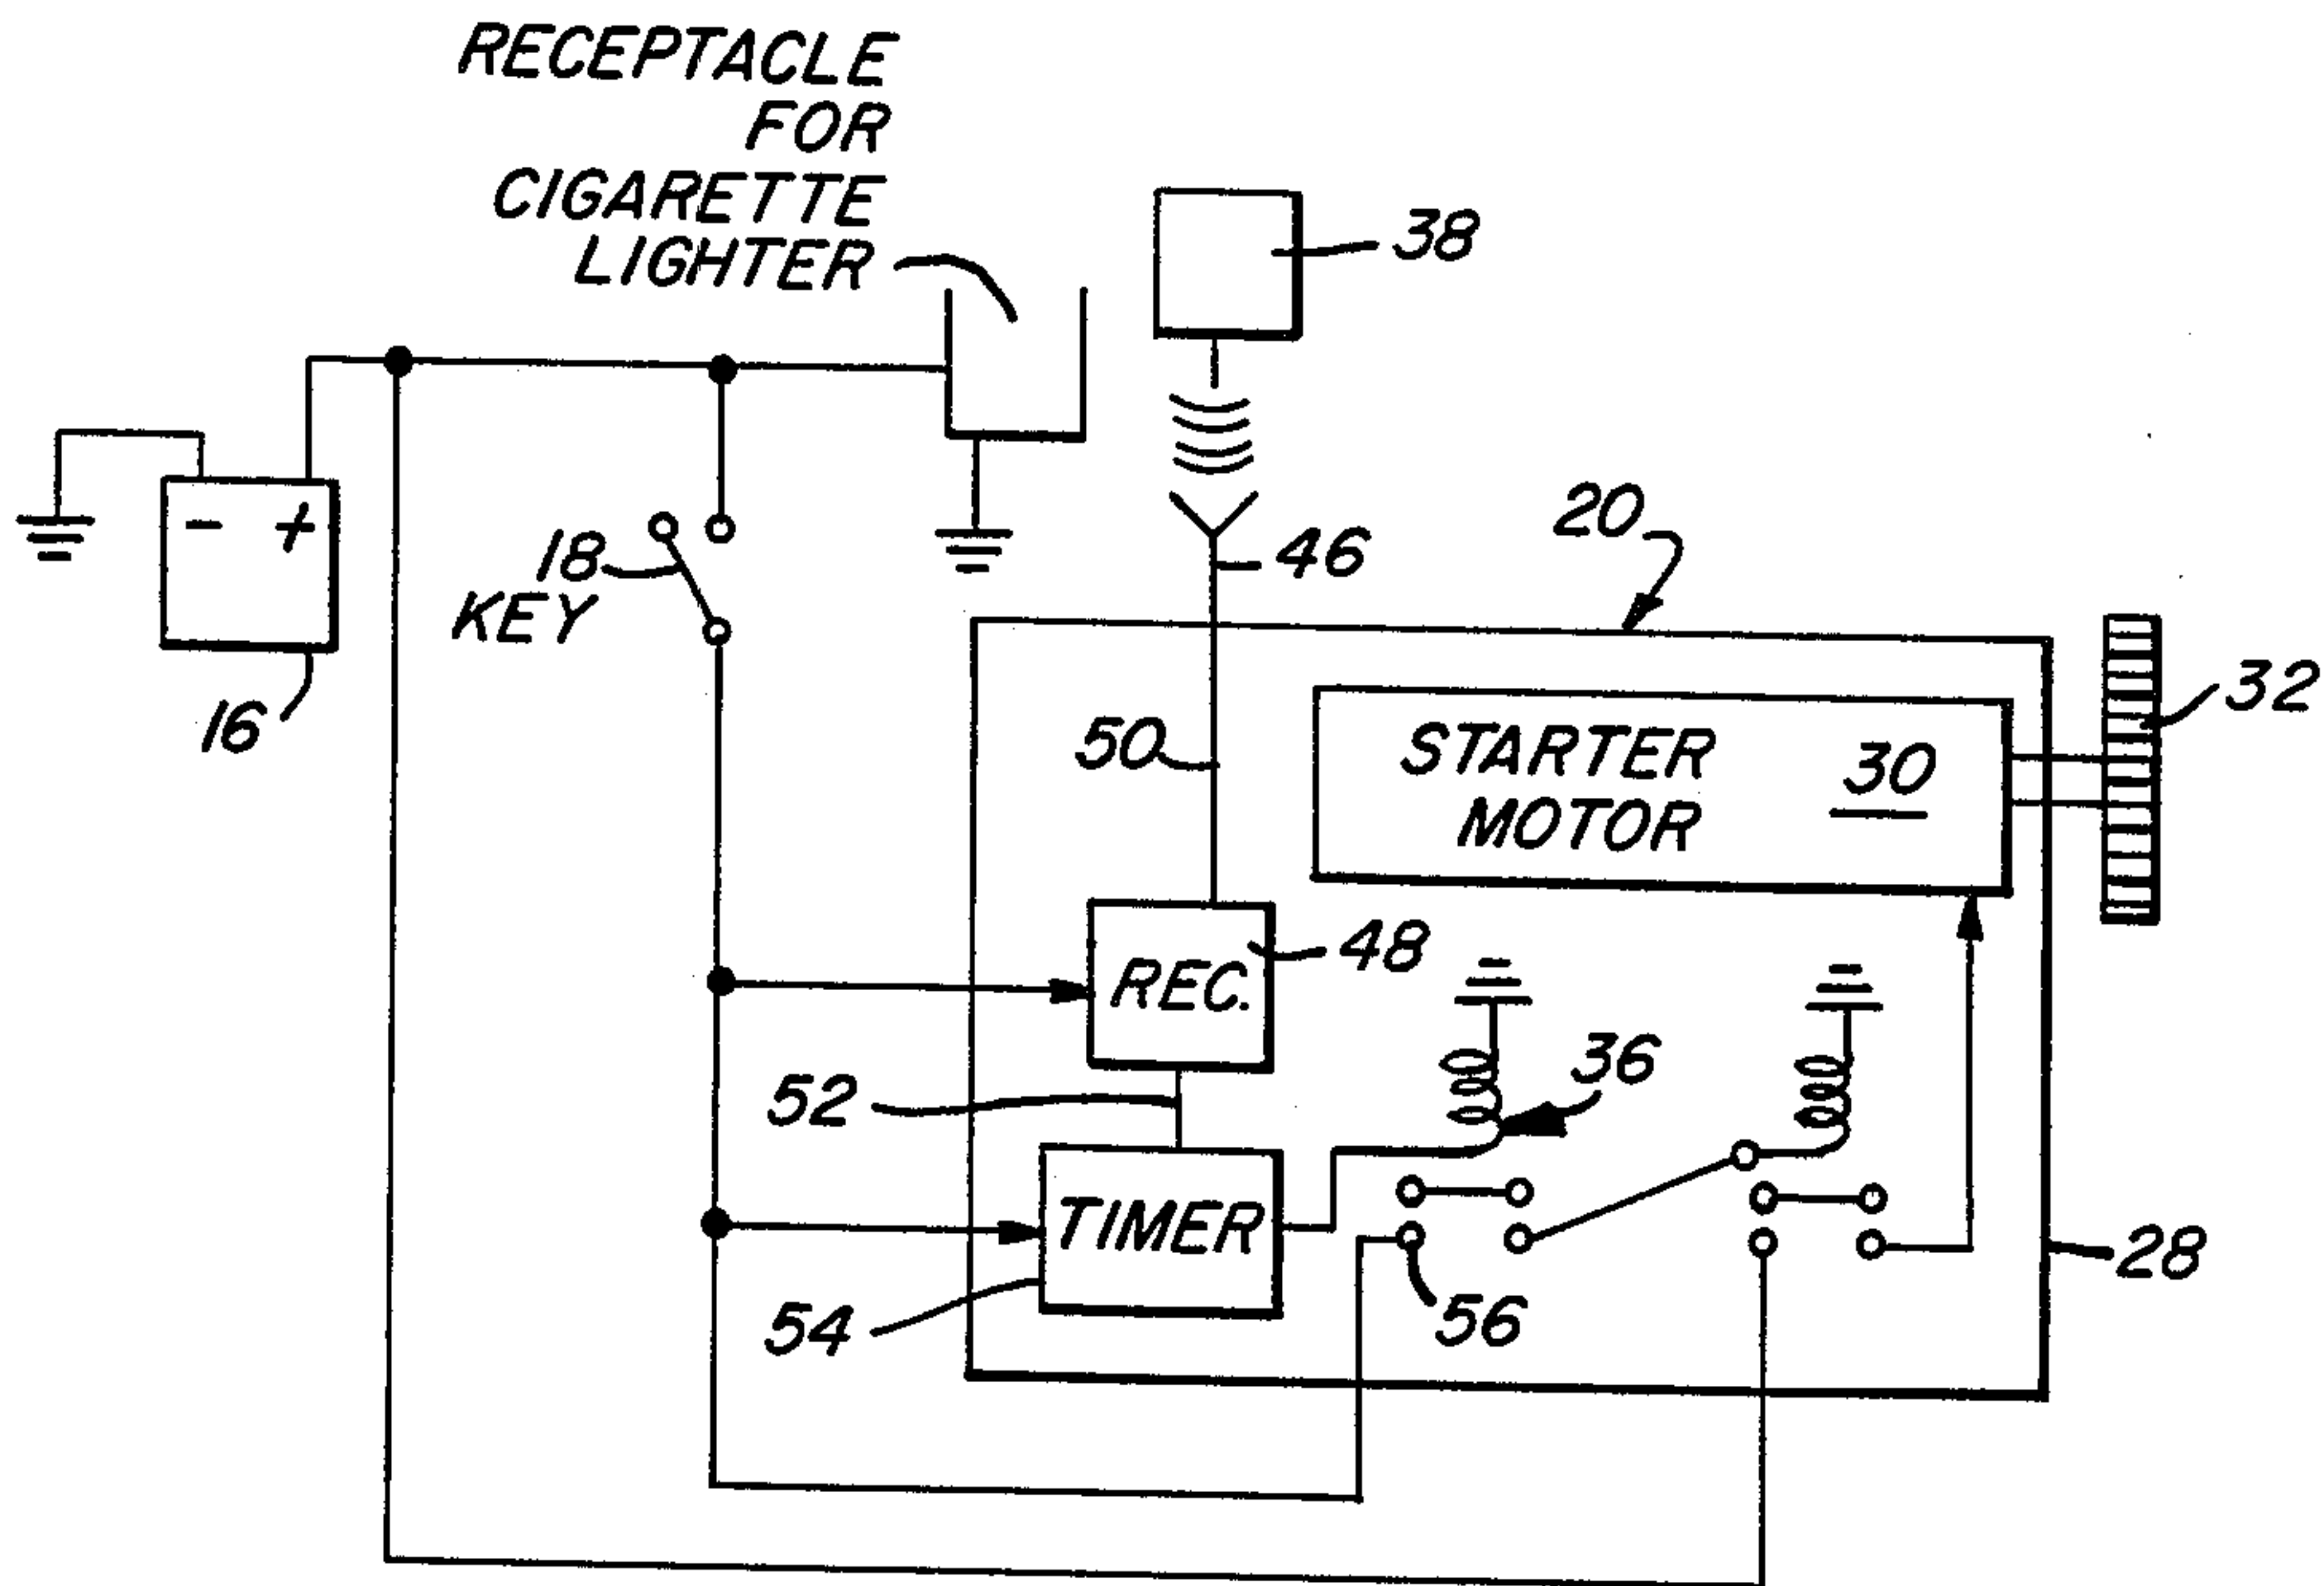 RECEPTACLE
FOR
CIGARETTE
LIGHTER
38
- +
18
KEY
46
20
16
50
STARTER
MOTOR
30
32
REC.
48
52
36
TIMER
54
56
28